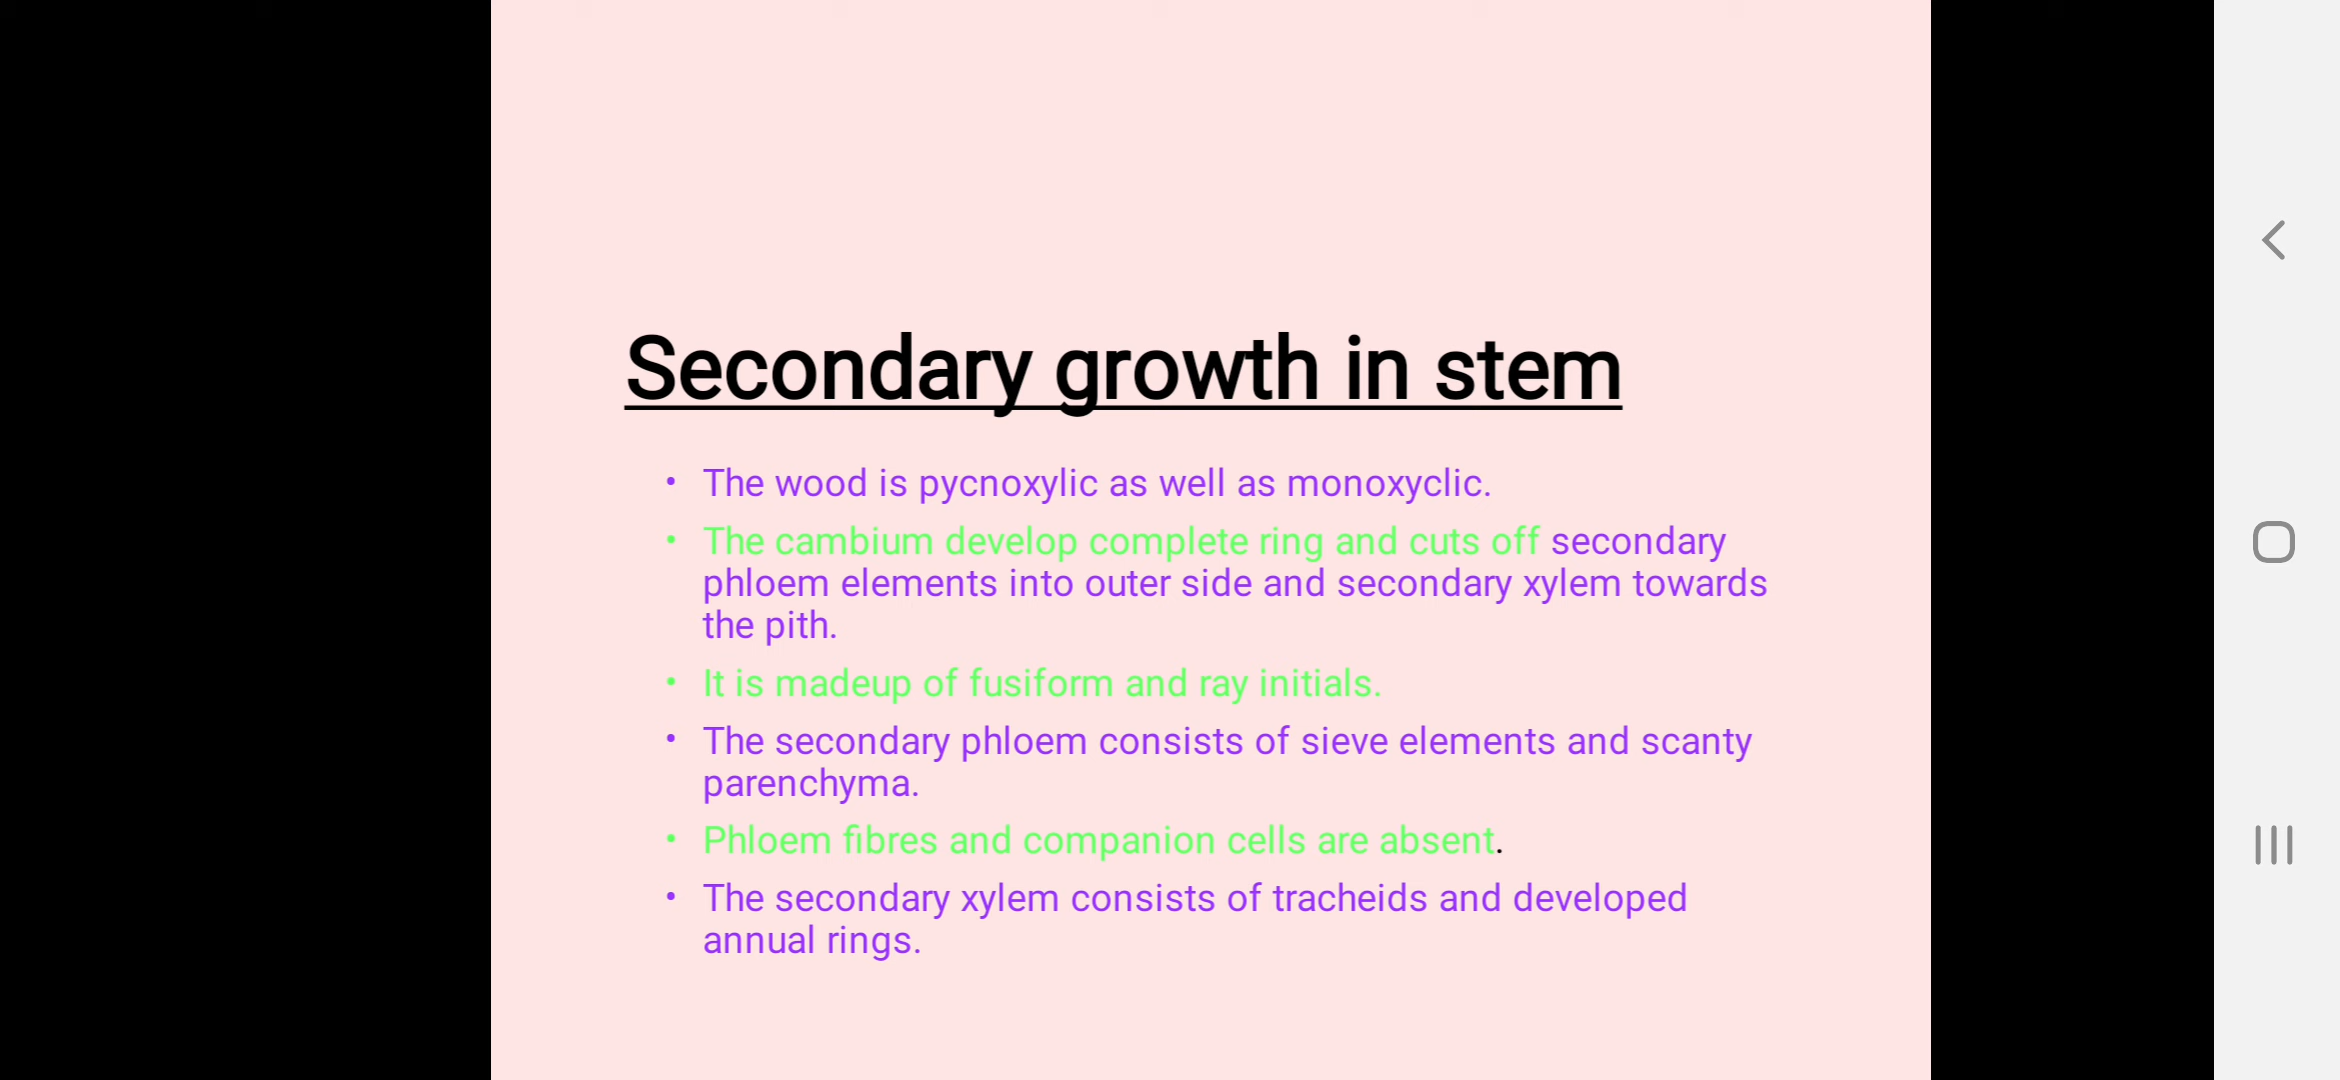 Secondary growth in stem
• The wood is pycnoxylic as well as monoxyclic.
• The cambium develop complete ring and cuts off secondary
phloem elements into outer side and secondary xylem towards
the pith.
• It is madeup of fusiform and ray initials.
• The secondary phloem consists of sieve elements and scanty
parenchyma.
• Phloem fibres and companion cells are absent.
• The secondary xylem consists of tracheids and developed
annual rings.